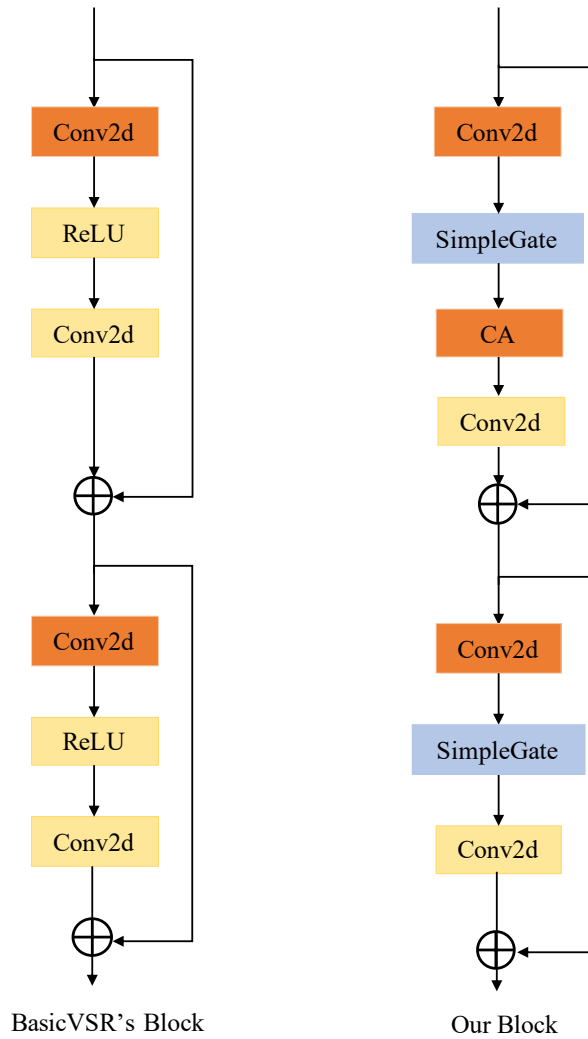 Conv2d
ReLU
Conv2d
Conv2d
ReLU
Conv2d
BasicVSR's Block
Conv2d
SimpleGate
CA
Conv2d
Conv2d
SimpleGate
Conv2d
Our Block